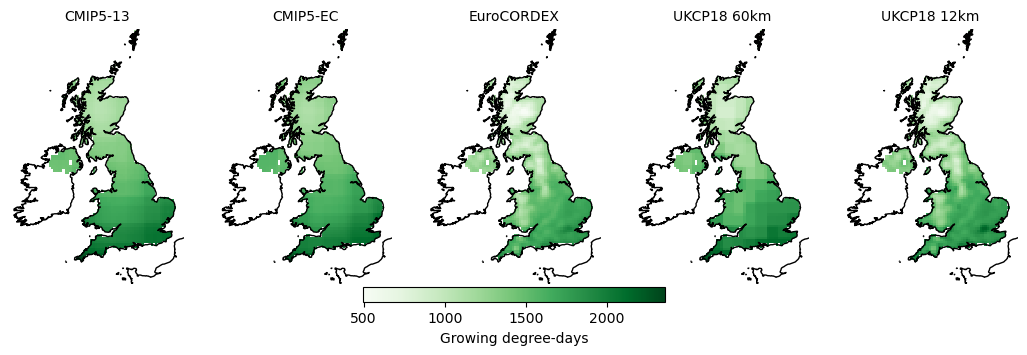 CMIP5-13
CMIP5-EC
EuroCORDEX
UKCP18 60km
UKCP18 12km
500
1000
1500
2000
Growing degree-days